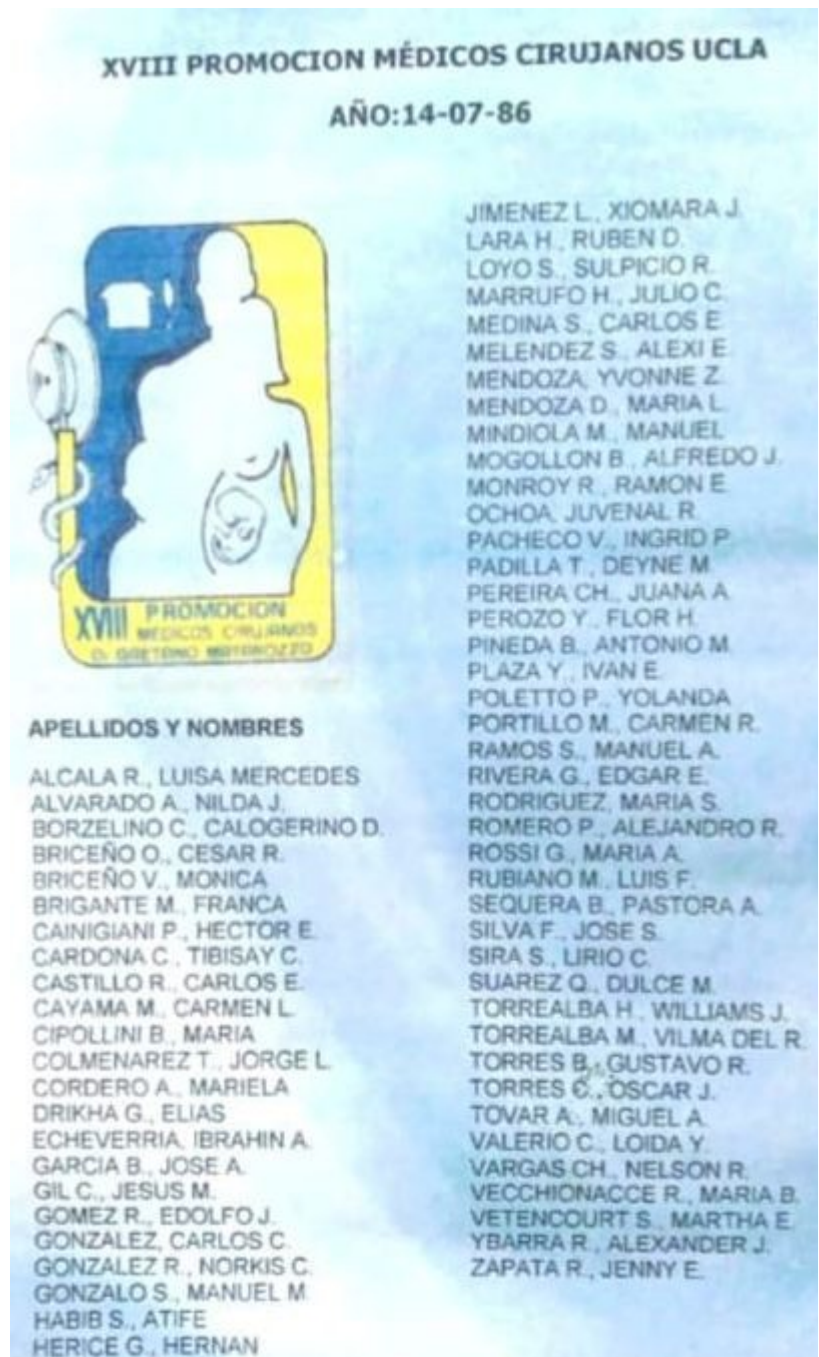 XVIII PROMOCION MÉDICOS CIRUJANOS UCLA
AÑO:14-07-86
XVIII PROMOCION
MEDICOS CIRUJANOS
APELLIDOS Y NOMBRES
ALCALA R., LUISA MERCEDES
ALVARADO A., NILDA J.
BORZELINO C., CALOGERINO D.
BRICEÑO O., CESAR R.
BRICEÑO V., MONICA
BRIGANTE M., FRANCA
CAINIGIANI P., HECTOR E.
CARDONA C., TIBISAY C.
CASTILLO R., CARLOS E.
CAYAMA M., CARMEN L.
CIPOLLINI B., MARIA
COLMENAREZ T., JORGE L.
CORDERO A., MARIELA
DRIKHA G., ELIAS
ECHEVERRIA, IBRAHIN A.
GARCIA B., JOSE A.
GIL C., JESUS M.
GOMEZ R., EDOLFO J.
GONZALEZ, CARLOS C.
GONZALEZ R., NORKIS C.
GONZALO S., MANUEL M.
HABIB S., ATIFE
HERICE G., HERNAN
JIMENEZ L., XIOMARA J.
LARA H., RUBEN D.
LOYO S., SULPICIO R.
MARRUFO H., JULIO C.
MEDINA S., CARLOS E.
MELENDEZ S., ALEXI E.
MENDOZA, YVONNE Z.
MENDOZA D., MARIA L.
MINDIOLA M., MANUEL
MOGOLLON B., ALFREDO J.
MONROY R., RAMON E.
OCHOA, JUVENAL R.
PACHECO V., INGRID P.
PADILLA T., DEYNE M.
PEREIRA CH., JUANA A.
PEROZO Y., FLOR H.
PINEDA B., ANTONIO M.
PLAZA Y., IVAN E.
POLETTO P., YOLANDA
PORTILLO M., CARMEN R.
RAMOS S., MANUEL A.
RIVERA G., EDGAR E.
RODRIGUEZ, MARIA S.
ROMERO P., ALEJANDRO R.
ROSSI G., MARIA A.
RUBIANO M., LUIS F.
SEQUERA B., PASTORA A.
SILVA F., JOSE S.
SIRA S., LIRIO C.
SUAREZ Q., DULCE M.
TORREALBA H., WILLIAMS J.
TORREALBA M., VILMA DEL R.
TORRES B., GUSTAVO R.
TORRES C., OSCAR J.
TOVAR A., MIGUEL A.
VALERIO C., LOIDA Y.
VARGAS CH., NELSON R.
VECCHIONACCE R., MARIA B.
VETENCOURT S., MARTHA E.
YBARRA R., ALEXANDER J.
ZAPATA R., JENNY E.